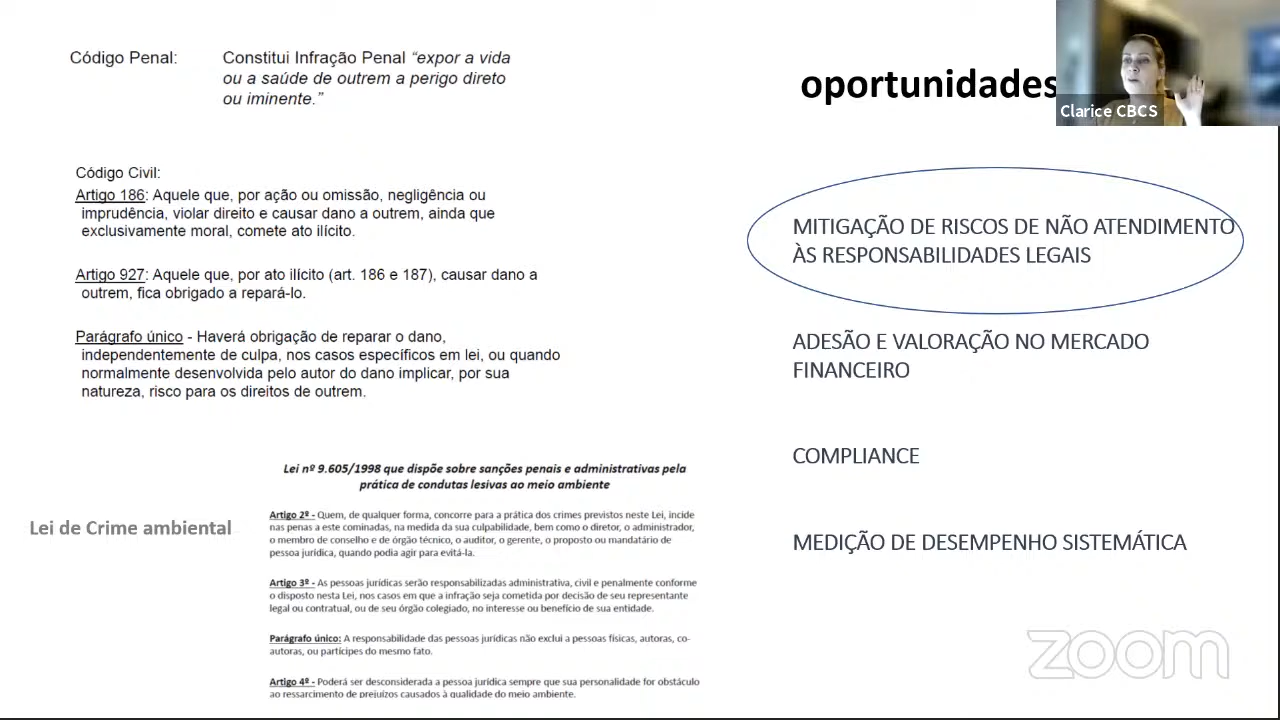 Código Penal: Constitui Infração Penal “expor a vida
ou a saúde de outrem a perigo direto
ou iminente.”
Código Civil:
Artigo 186: Aquele que, por ação ou omissão, negligência ou
imprudência, violar direito e causar dano a outrem, ainda que
exclusivamente moral, comete ato ilícito.
Artigo 927: Aquele que, por ato ilícito (art. 186 e 187), causar dano a
outrem, fica obrigado a repará-lo.
Parágrafo único - Haverá obrigação de reparar o dano,
independentemente de culpa, nos casos específicos em lei, ou quando
normalmente desenvolvida pelo autor do dano implicar, por sua
natureza, risco para os direitos de outrem.
Lei de Crime ambiental
Lei nº 9.605/1998 que dispõe sobre sanções penais e administrativas pela
prática de condutas lesivas ao meio ambiente
Artigo 2º - Quem, de qualquer forma, concorre para a prática dos crimes previstos neste Lei, incide
nas penas a este cominadas, na medida da sua culpabilidade, bem como o diretor, o administrador,
o membro de conselho e de órgão técnico, o auditor, o gerente, o proposto ou mandatário de
pessoa jurídica, quando podia agir para evitá-la.
Artigo 3º - As pessoas jurídicas serão responsabilizadas administrativa, civil e penalmente conforme
o disposto nesta Lei, nos casos em que a infração seja cometida por decisão de seu representante
legal ou contratual, ou de seu órgão colegiado, no interesse ou benefício de sua entidade.
Parágrafo único: A responsabilidade das pessoas jurídicas não exclui a pessoas físicas, autoras, co-
autoras, ou partícipes do mesmo fato.
Artigo 4º - Poderá ser desconsiderada a pessoa jurídica sempre que sua personalidade for obstáculo
ao ressarcimento de prejuízos causados à qualidade do meio ambiente.
oportunidades
Clarice CBCS
MITIGAÇÃO DE RISCOS DE NÃO ATENDIMENTO
ÀS RESPONSABILIDADES LEGAIS
ADESÃO E VALORAÇÃO NO MERCADO
FINANCEIRO
COMPLIANCE
MEDIÇÃO DE DESEMPENHO SISTEMÁTICA
zoom